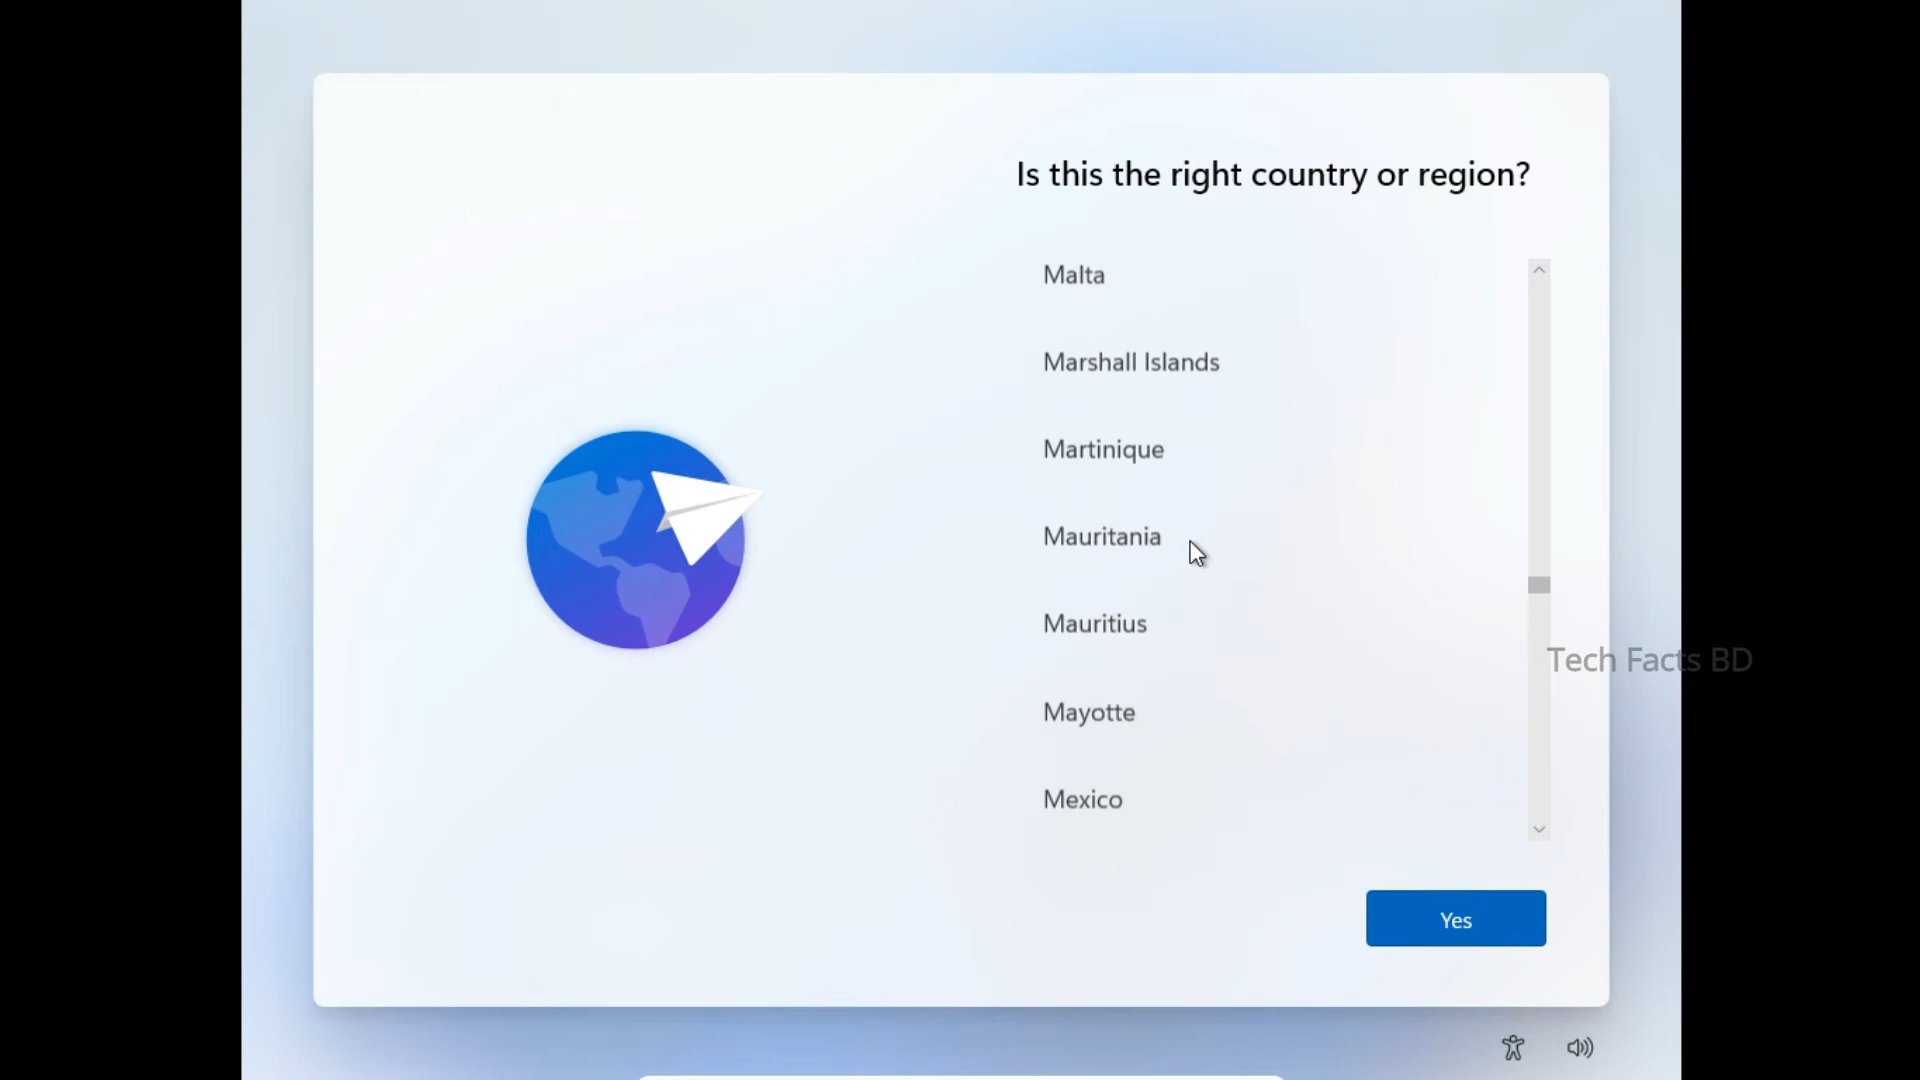 Is this the right country or region?
Malta
Marshall Islands
Martinique
Mauritania
Mauritius
Tech Facts BD
Mayotte
Mexico
Yes